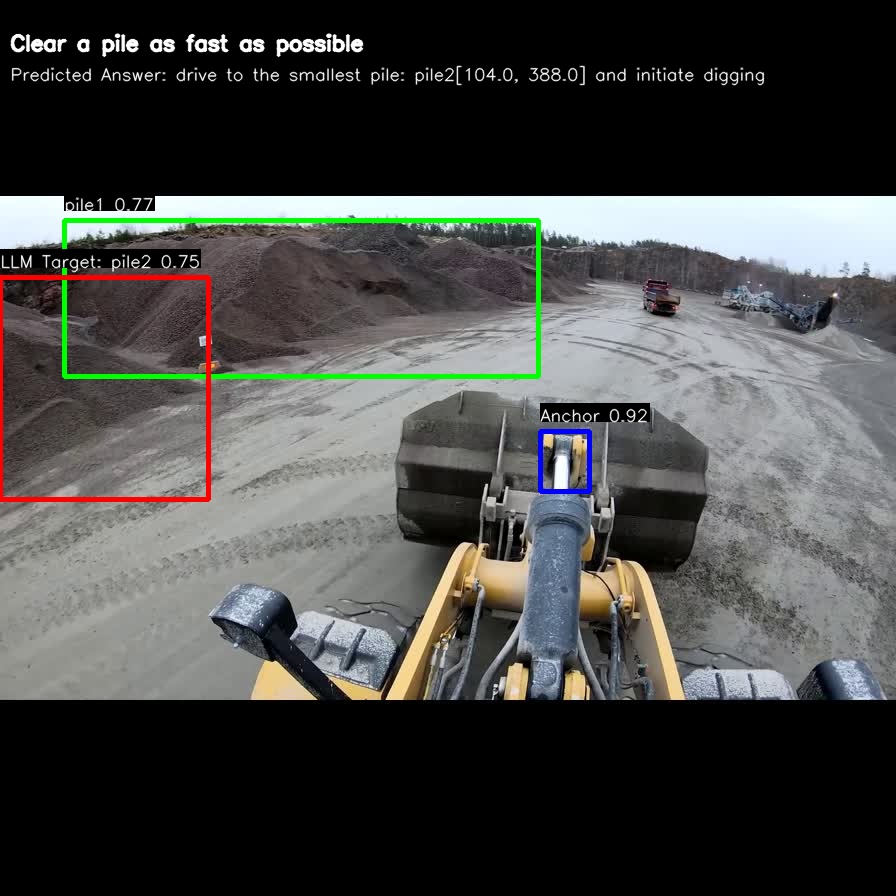 Clear a pile as fast as possible
Predicted Answer: drive to the smallest pile: pile2[104.0, 388.0] and initiate digging
pile1 0.77
LLM Target: pile2 0.75
Anchor 0.92